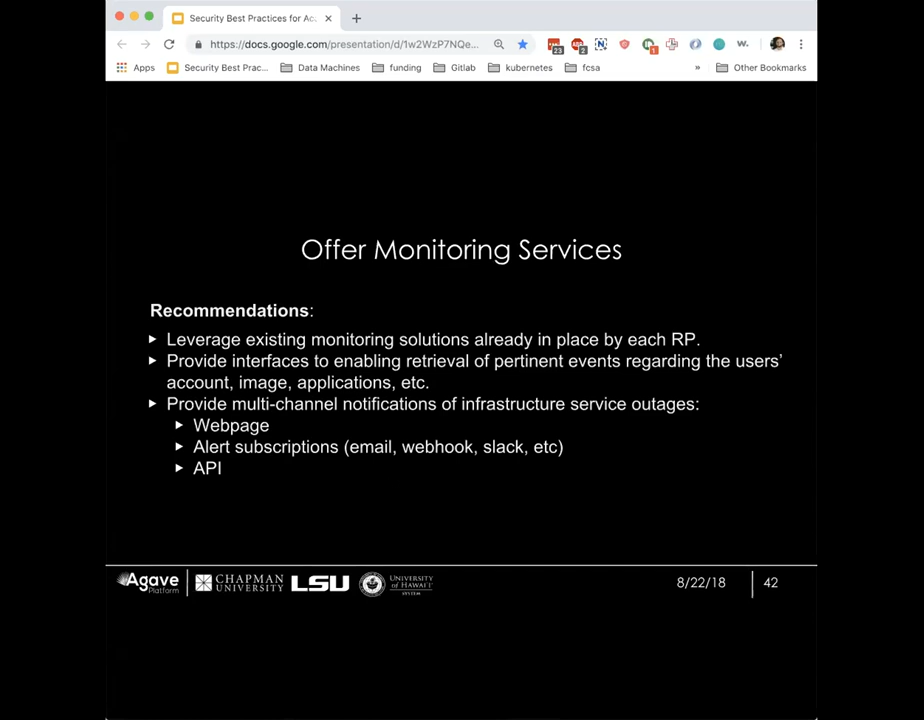 Security Best Practices for Ac
https://docs.google.com/presentation/d/1w2WzP7NQe...
23
2
N
1
w.
Apps
Security Best Prac...
Data Machines
funding
Gitlab
kubernetes
fcsa
»
Other Bookmarks
Offer Monitoring Services
Recommendations:
Leverage existing monitoring solutions already in place by each RP.
Provide interfaces to enabling retrieval of pertinent events regarding the users'
account, image, applications, etc.
Provide multi-channel notifications of infrastructure service outages:
Webpage
Alert subscriptions (email, webhook, slack, etc)
API
Agave
Platform
CHAPMAN
UNIVERSITY
LSU
UNIVERSITY
of HAWAI'I
SYSTEM
8/22/18
42